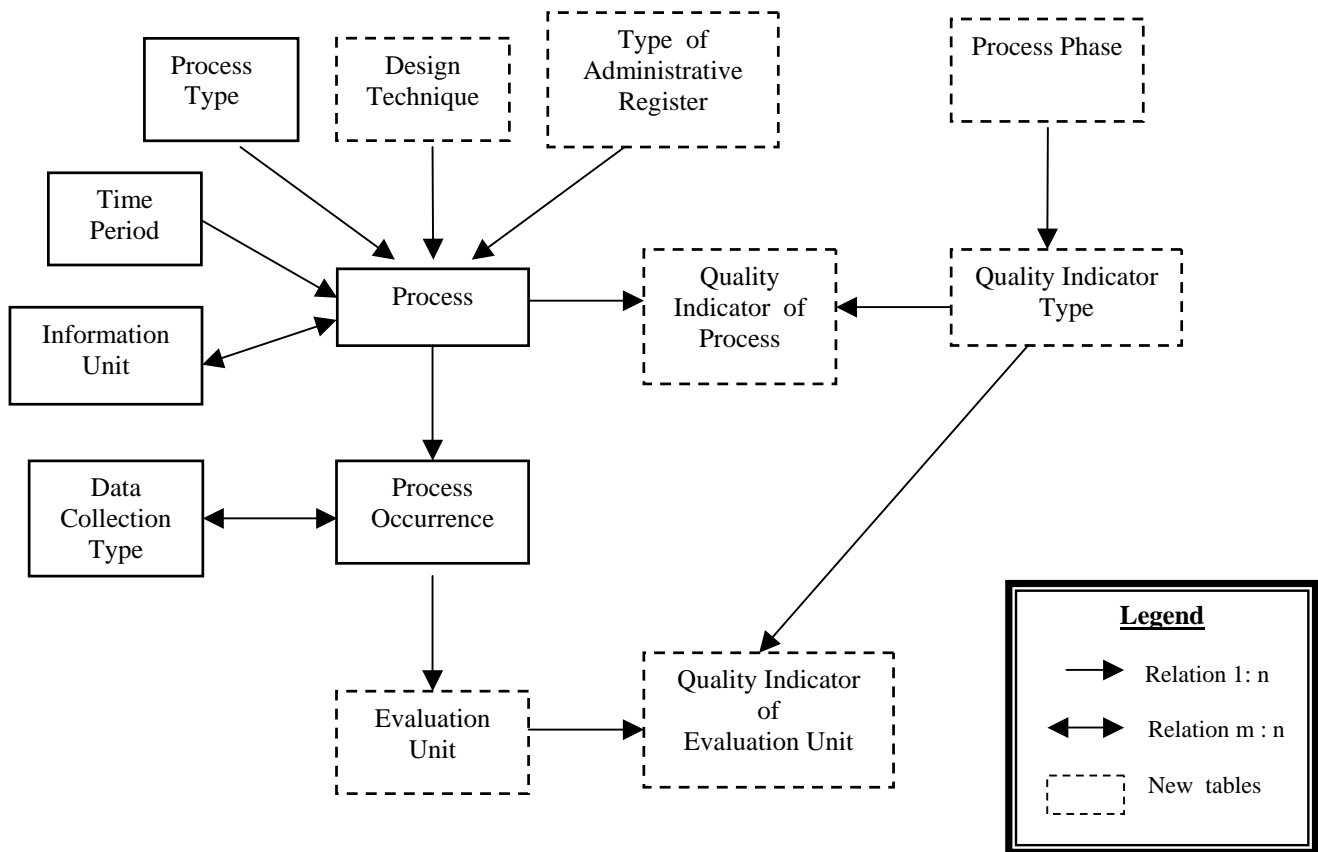 Process
Type
Design
Technique
Type of
Administrative
Register
Process Phase
Time
Period
Process
Quality
Indicator of
Process
Quality Indicator
Type
Information
Unit
Data
Collection
Type
Process
Occurrence
Evaluation
Unit
Quality Indicator
of
Evaluation Unit
Legend
Relation 1: n
Relation m : n
New tables